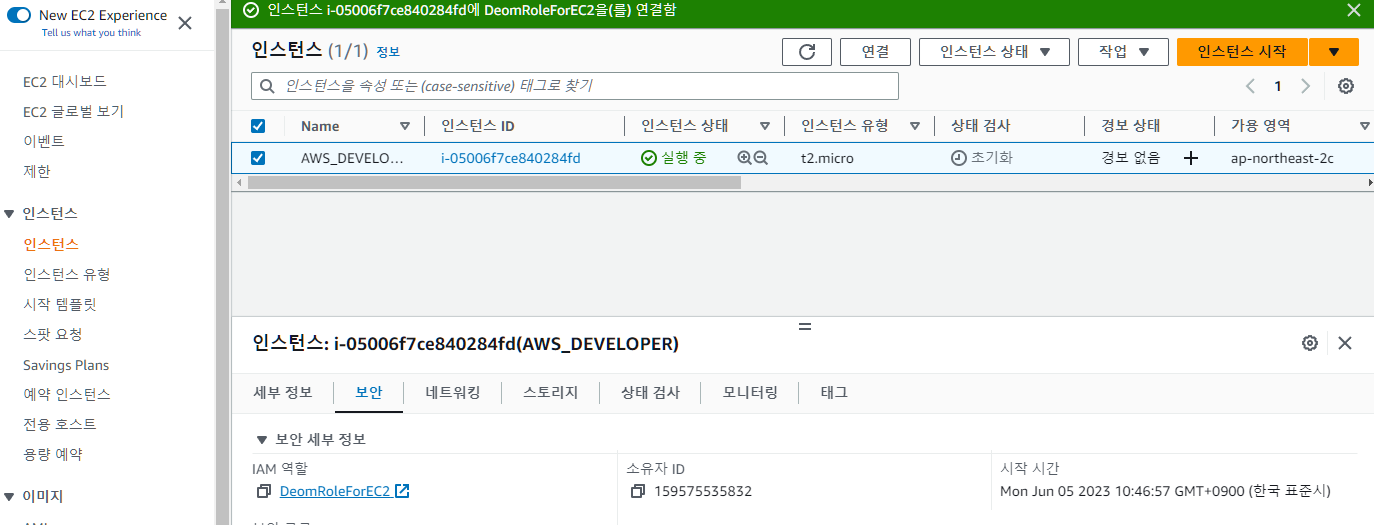 New EC2 Experience
Tell us what you think
EC2 대시보드
EC2 글로벌 보기
이벤트
제한
인스턴스
인스턴스
인스턴스 유형
시작 템플릿
스팟 요청
Savings Plans
예약 인스턴스
전용 호스트
용량 예약
이미지
인스턴스 i-05006f7ce840284fd에 DeomRoleForEC2을(를) 연결함
인스턴스 (1/1) 정보
연결
인스턴스 상태
작업
인스턴스 시작
인스턴스을 속성 또는 (case-sensitive) 태그로 찾기
1
Name 인스턴스 ID 인스턴스 상태 인스턴스 유형 상태 검사 경보 상태 가용 영역
AWS_DEVELO... i-05006f7ce840284fd 실행 중 t2.micro 초기화 경보 없음 ap-northeast-2c
인스턴스: i-05006f7ce840284fd(AWS_DEVELOPER)
세부 정보 보안 네트워킹 스토리지 상태 검사 모니터링 태그
보안 세부 정보
IAM 역할 소유자 ID 시작 시간
DeomRoleForEC2 159575535832 Mon Jun 05 2023 10:46:57 GMT+0900 (한국 표준시)